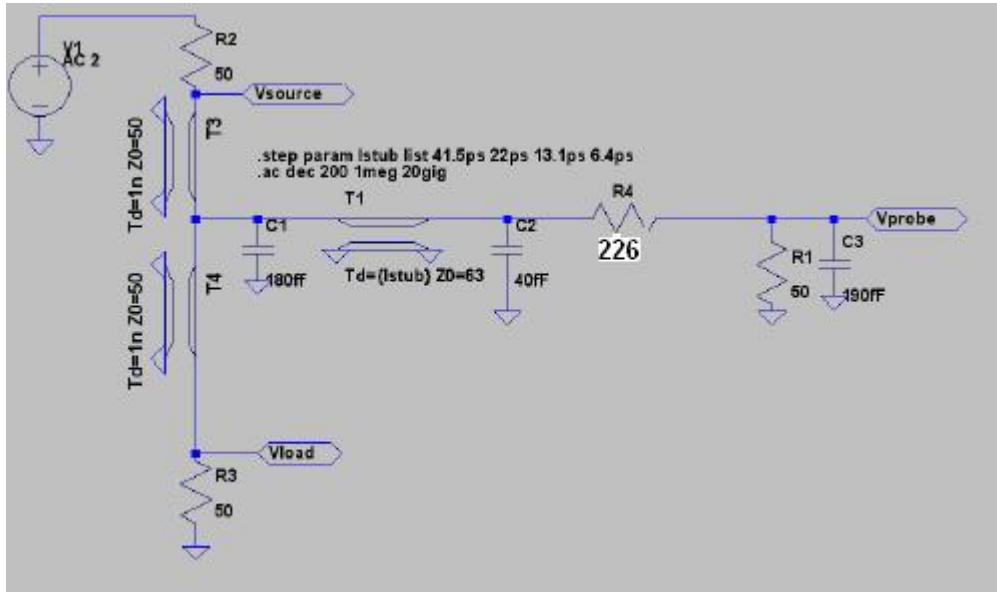 V1
AC 2
R2
50
Vsource
Td=1n Z0=50
T3
.step param lstub list 41.5ps 22ps 13.1ps 6.4ps
.ac dec 200 1meg 20gig
T1
R4
226
Vprobe
C1
180fF
Td={lstub} Z0=63
C2
40fF
R1
50
C3
190fF
Td=1n Z0=50
T4
Vload
R3
50